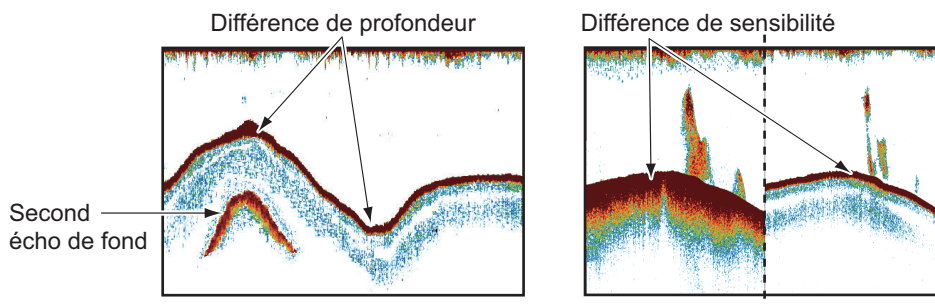 Différence de profondeur
Différence de sensibilité
Second
écho de fond